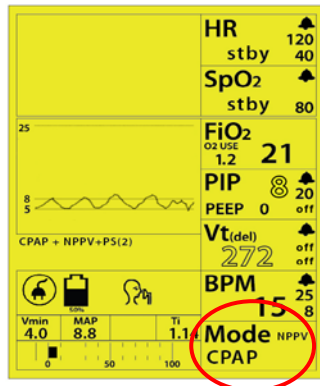 HR 120
stby 40
SpO2
stby 80
25
8
5
FiO2
O2 USE
1.2 21
PIP 8 20
PEEP 0 off
CPAP + NPPV+PS(2)
Vt(del) off
272 off
50%
BPM 25
15 8
Vmin MAP Ti
4.0 8.8 1.14
0 50 100
Mode NPPV
CPAP